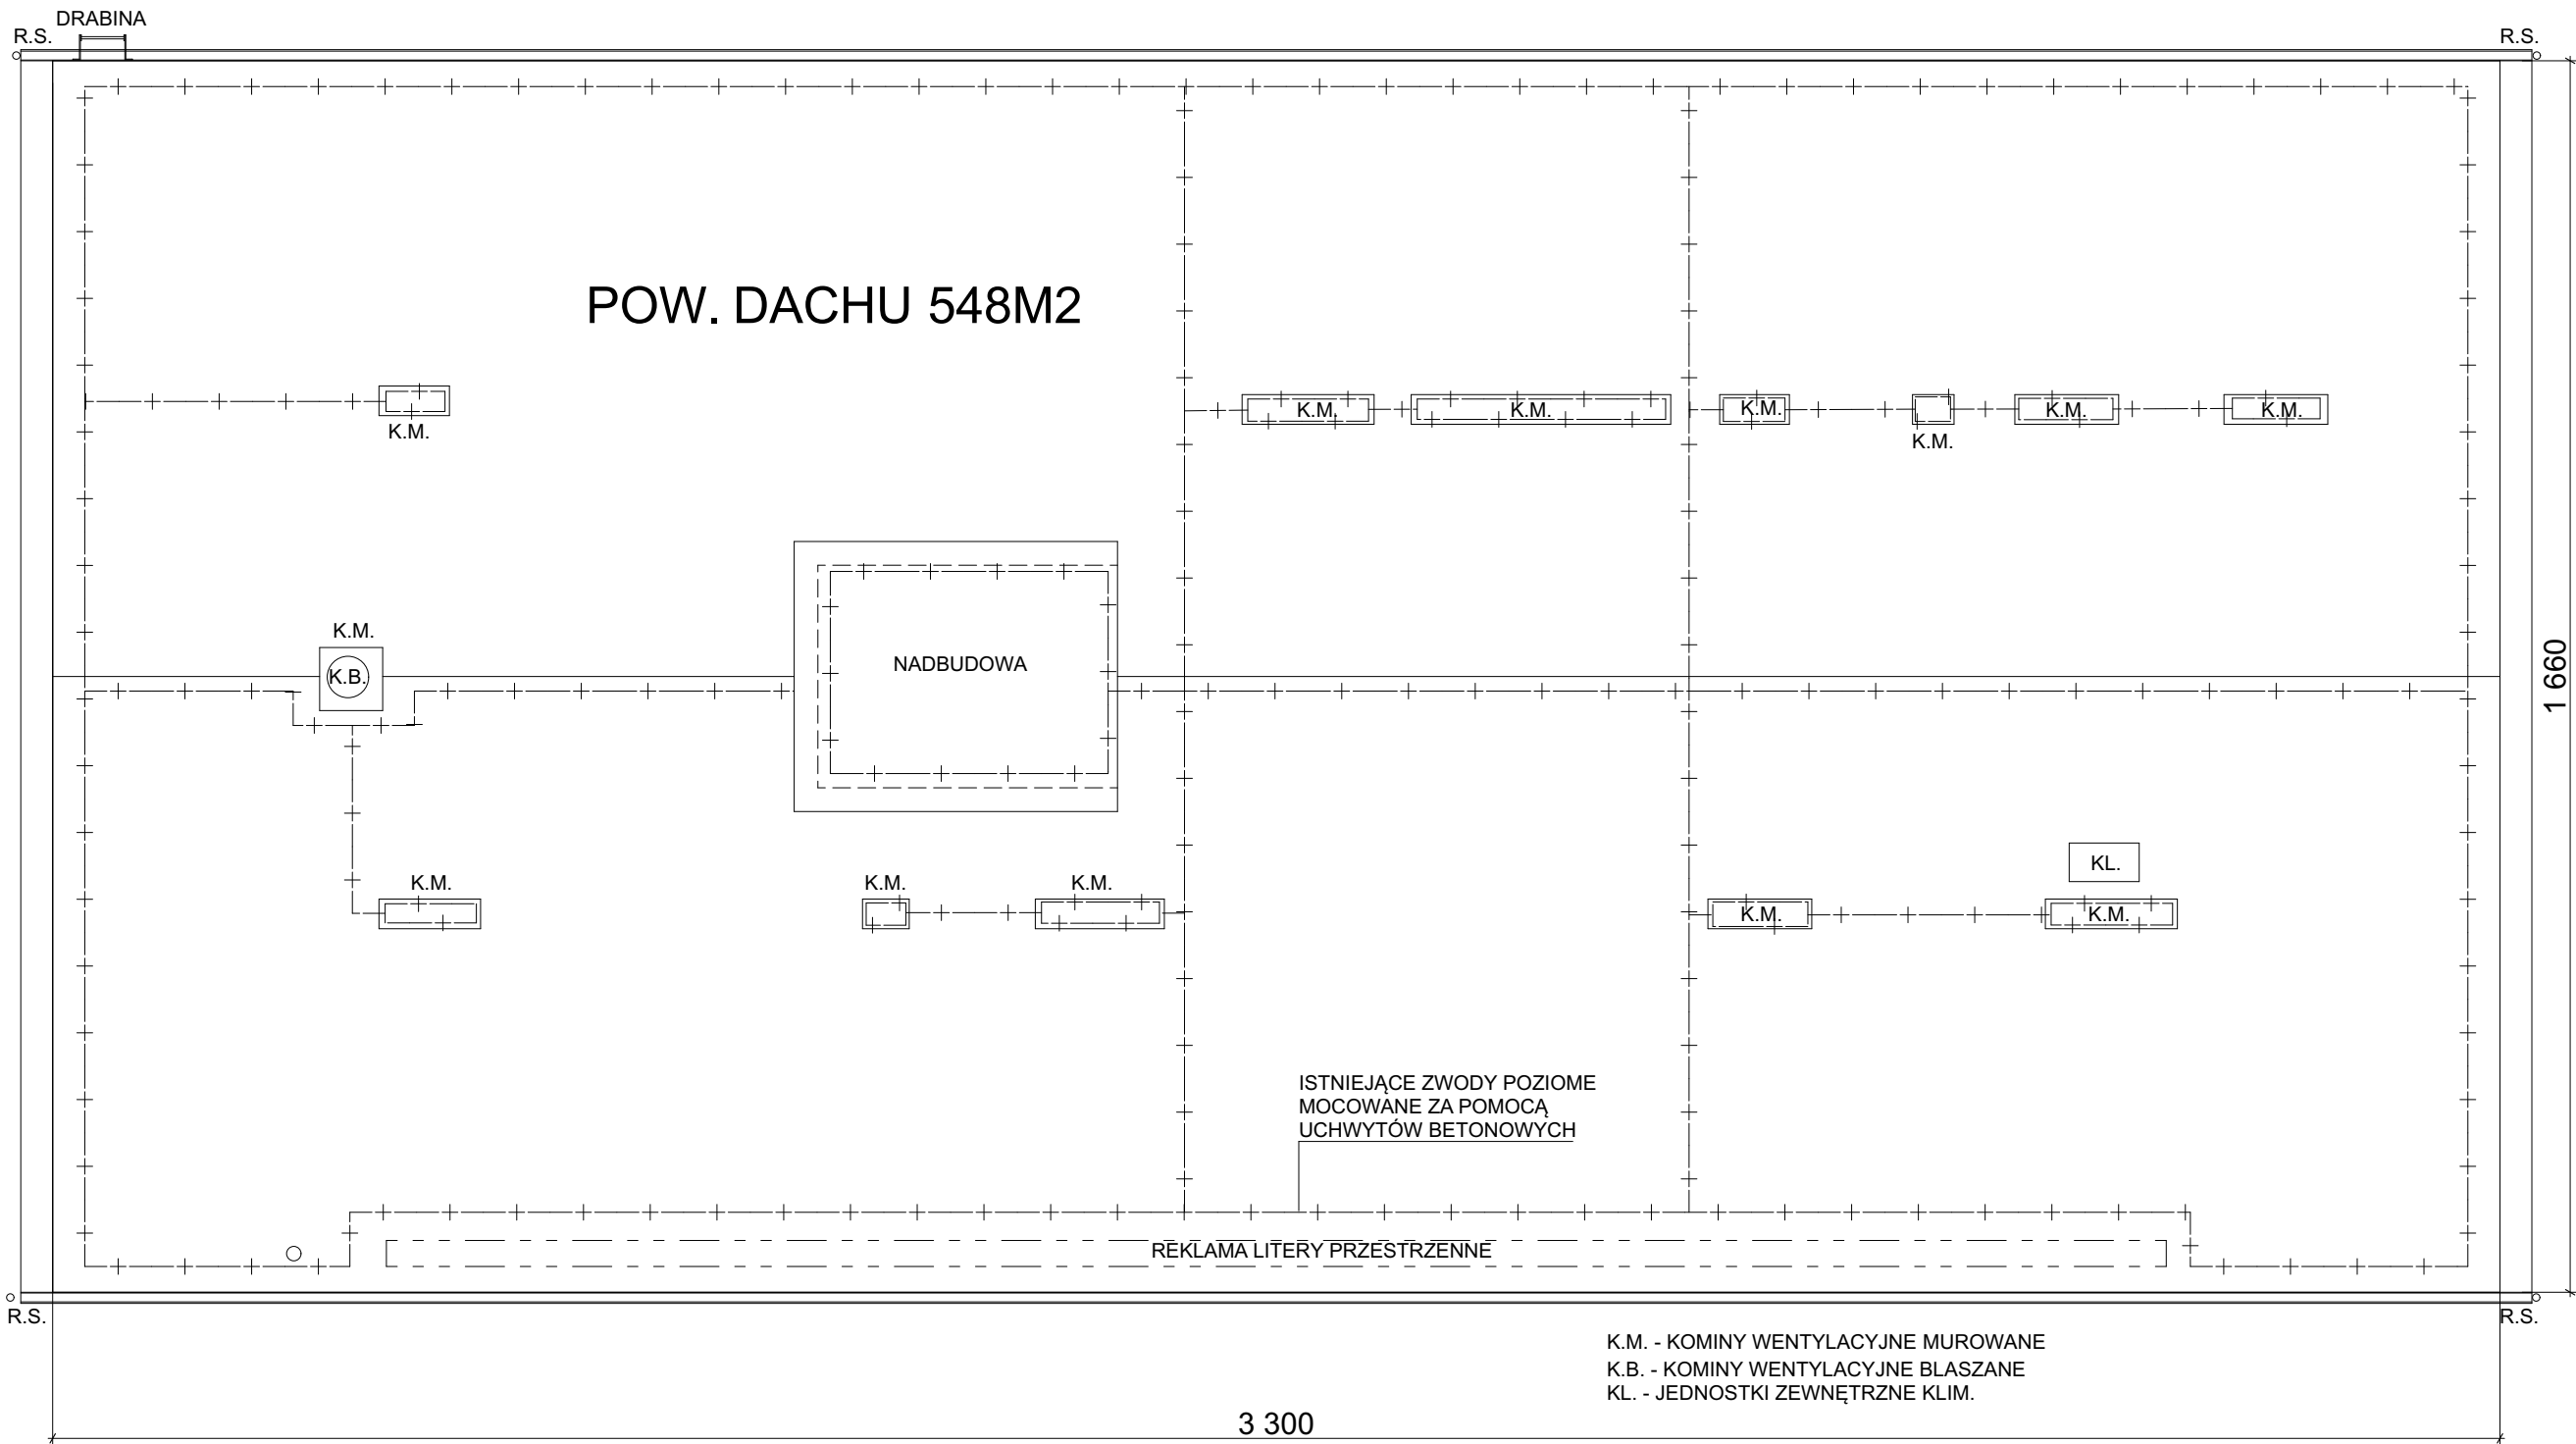 DRABINA
R.S.
R.S.
POW. DACHU 548M2
K.M.
K.M.
K.M.
K.M.
K.M.
K.M.
K.M.
K.M.
K.B.
NADBUDOWA
1 660
KL.
K.M.
K.M.
K.M.
K.M.
K.M.
ISTNIEJĄCE ZWODY POZIOME
MOCOWANE ZA POMOCĄ
UCHWYTÓW BETONOWYCH
REKLAMA LITERY PRZESTRZENNE
R.S.
R.S.
K.M. - KOMINY WENTYLACYJNE MUROWANE
K.B. - KOMINY WENTYLACYJNE BLASZANE
KL. - JEDNOSTKI ZEWNĘTRZNE KLIM.
3 300